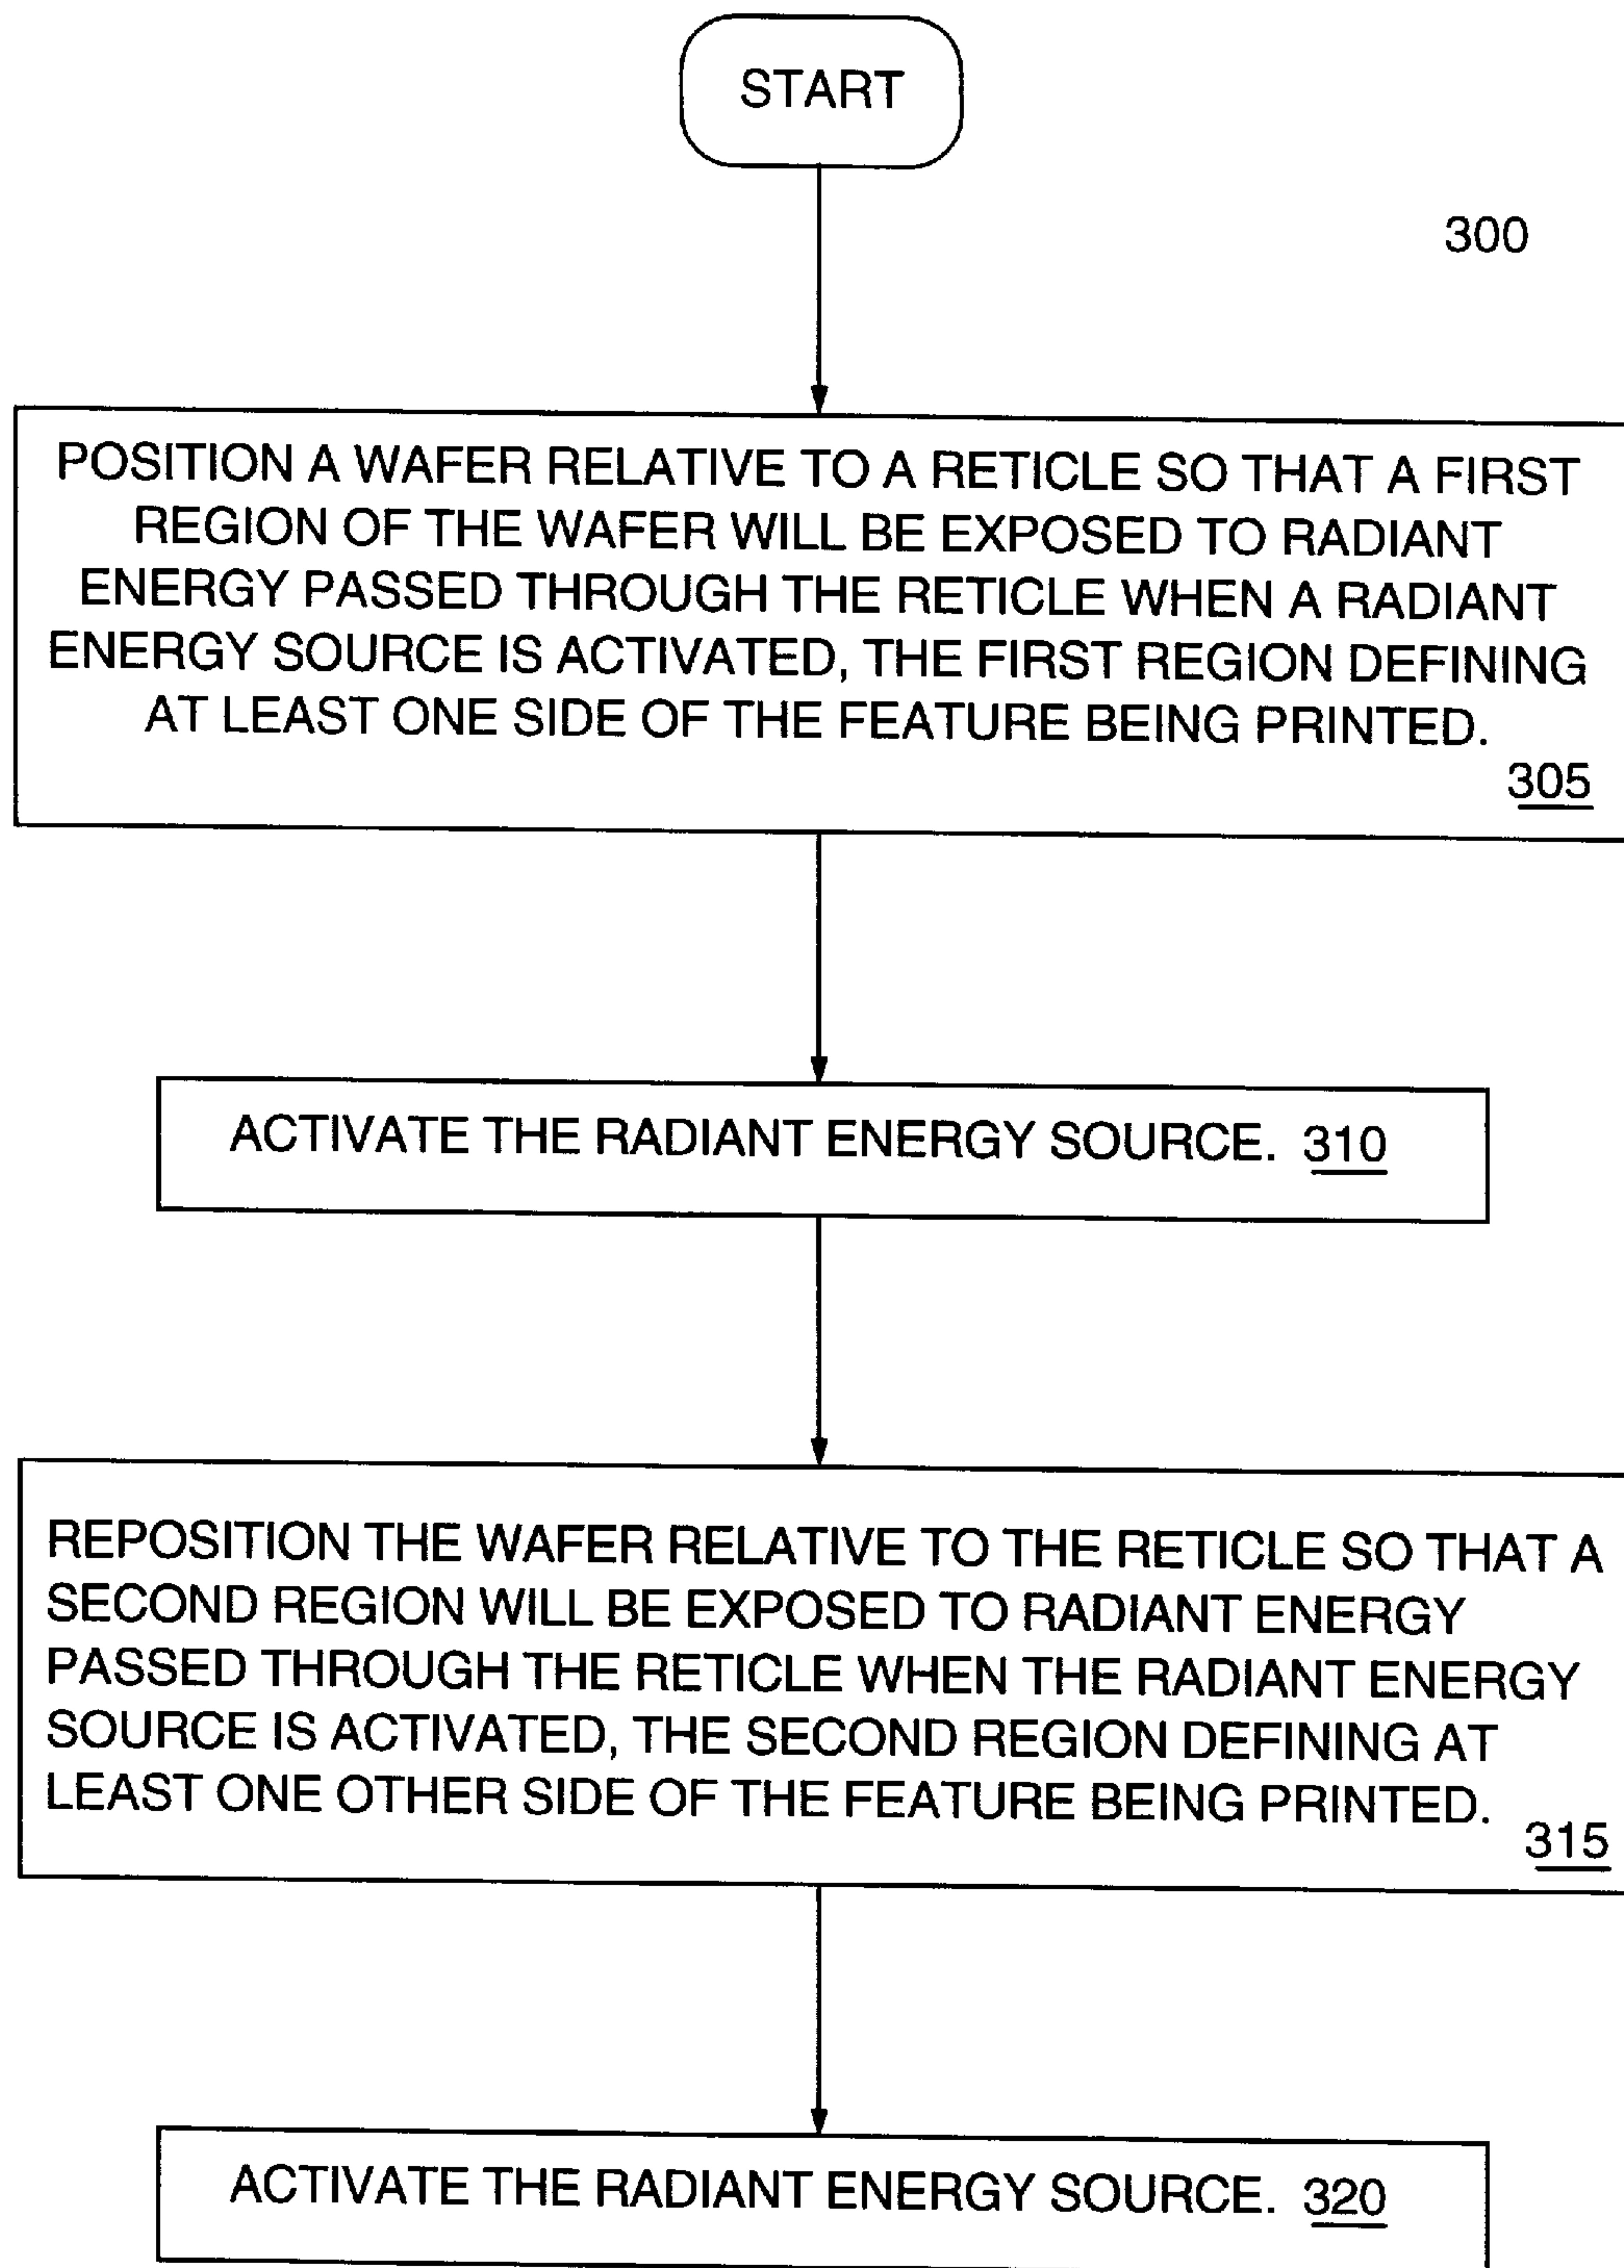 START
300
POSITION A WAFER RELATIVE TO A RETICLE SO THAT A FIRST
REGION OF THE WAFER WILL BE EXPOSED TO RADIANT
ENERGY PASSED THROUGH THE RETICLE WHEN A RADIANT
ENERGY SOURCE IS ACTIVATED, THE FIRST REGION DEFINING
AT LEAST ONE SIDE OF THE FEATURE BEING PRINTED.
305
ACTIVATE THE RADIANT ENERGY SOURCE. 310
REPOSITION THE WAFER RELATIVE TO THE RETICLE SO THAT A
SECOND REGION WILL BE EXPOSED TO RADIANT ENERGY
PASSED THROUGH THE RETICLE WHEN THE RADIANT ENERGY
SOURCE IS ACTIVATED, THE SECOND REGION DEFINING AT
LEAST ONE OTHER SIDE OF THE FEATURE BEING PRINTED.
315
ACTIVATE THE RADIANT ENERGY SOURCE. 320